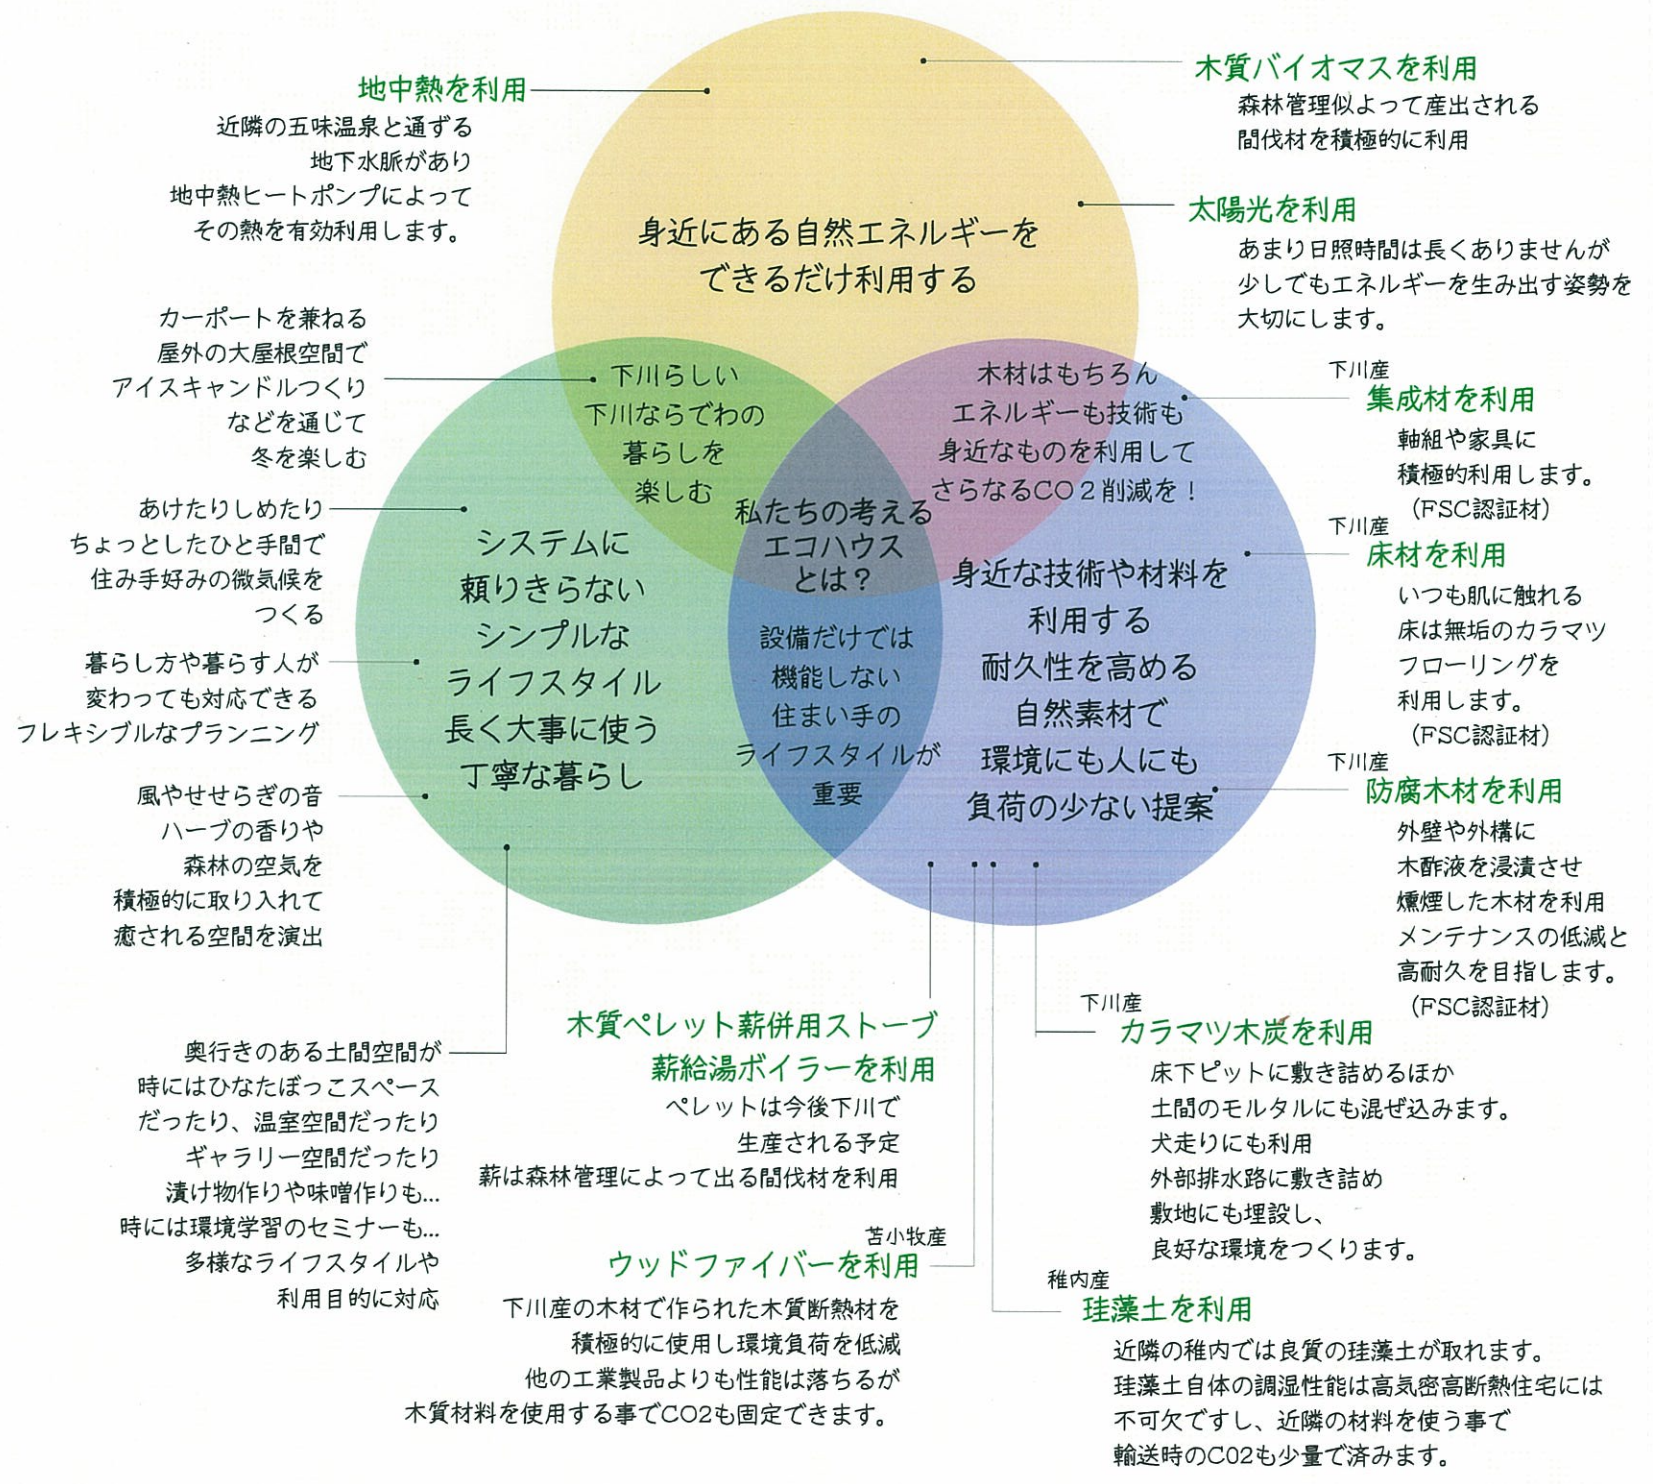 地中熱を利用
近隣の五味温泉と通ずる
地下水脈があり
地中熱ヒートポンプによって
その熱を有効利用します。
木質バイオマスを利用
森林管理似よって産出される
間伐材を積極的に利用
太陽光を利用
あまり日照時間は長くありませんが
少しでもエネルギーを生み出す姿勢を
大切にします。
身近にある自然エネルギーを
できるだけ利用する
カーポートを兼ねる
屋外の大屋根空間で
アイスキャンドルつくり
などを通じて
冬を楽しむ
下川らしい
下川ならでわの
暮らしを
楽しむ
木材はもちろん
エネルギーも技術も
身近なものを利用して
さらなるCO2削減を!
私たちの考える
エコハウス
とは?
あけたりしめたり
ちょっとしたひと手間で
住み手好みの微気候を
つくる
暮らし方や暮らす人が
変わっても対応できる
フレキシブルなプランニング
風やせせらぎの音
ハーブの香りや
森林の空気を
積極的に取り入れて
癒される空間を演出
システムに
頼りきらない
シンプルな
ライフスタイル
長く大事に使う
丁寧な暮らし
設備だけでは
機能しない
住まい手の
ライフスタイルが
重要
身近な技術や材料を
利用する
耐久性を高める
自然素材で
環境にも人にも
負荷の少ない提案
下川産
集成材を利用
軸組や家具に
積極的利用します。
(FSC認証材)
下川産
床材を利用
いつも肌に触れる
床は無垢のカラマツ
フローリングを
利用します。
(FSC認証材)
下川産
防腐木材を利用
外壁や外構に
木酢液を浸漬させ
燻煙した木材を利用
メンテナンスの低減と
高耐久を目指します。
(FSC認証材)
奥行きのある土間空間が
時にはひなたぼっこスペース
だったり、温室空間だったり
ギャラリー空間だったり
漬け物作りや味噌作りも…
時には環境学習のセミナーも…
多様なライフスタイルや
利用目的に対応
木質ペレット薪併用ストーブ
薪給湯ボイラーを利用
ペレットは今後下川で
生産される予定
薪は森林管理によって出る間伐材を利用
苫小牧産
ウッドファイバーを利用
下川産の木材で作られた木質断熱材を
積極的に使用し環境負荷を低減
他の工業製品よりも性能は落ちるが
木質材料を使用する事でCO2も固定できます。
下川産
カラマツ木炭を利用
床下ピットに敷き詰めるほか
土間のモルタルにも混ぜ込みます。
犬走りにも利用
外部排水路に敷き詰め
敷地にも埋設し、
良好な環境をつくります。
稚内産
珪藻土を利用
近隣の稚内では良質の珪藻土が取れます。
珪藻土自体の調湿性能は高気密高断熱住宅には
不可欠ですし、近隣の材料を使う事で
輸送時のCO2も少量で済みます。